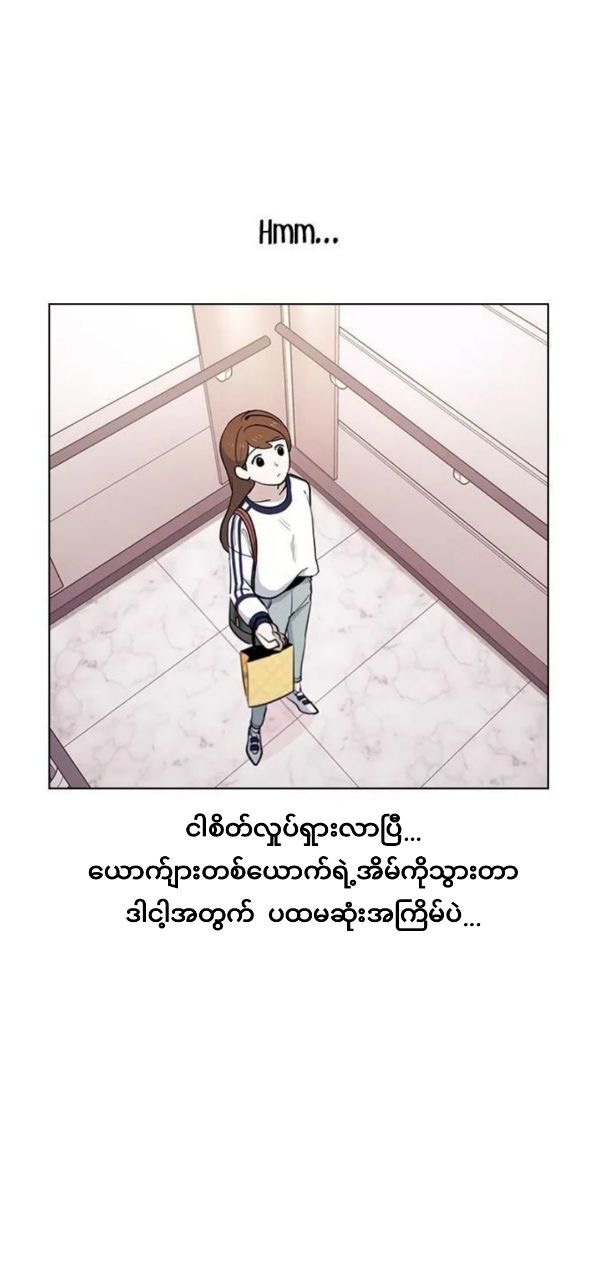 Hmm...
ငါစိတ်လှုပ်ရှားလာပြီ...
ယောက်ျားတစ်ယောက်ရဲ့အိမ်ကိုသွားတာ
ဒါငါ့အတွက် ပထမဆုံးအကြိမ်ပဲ...